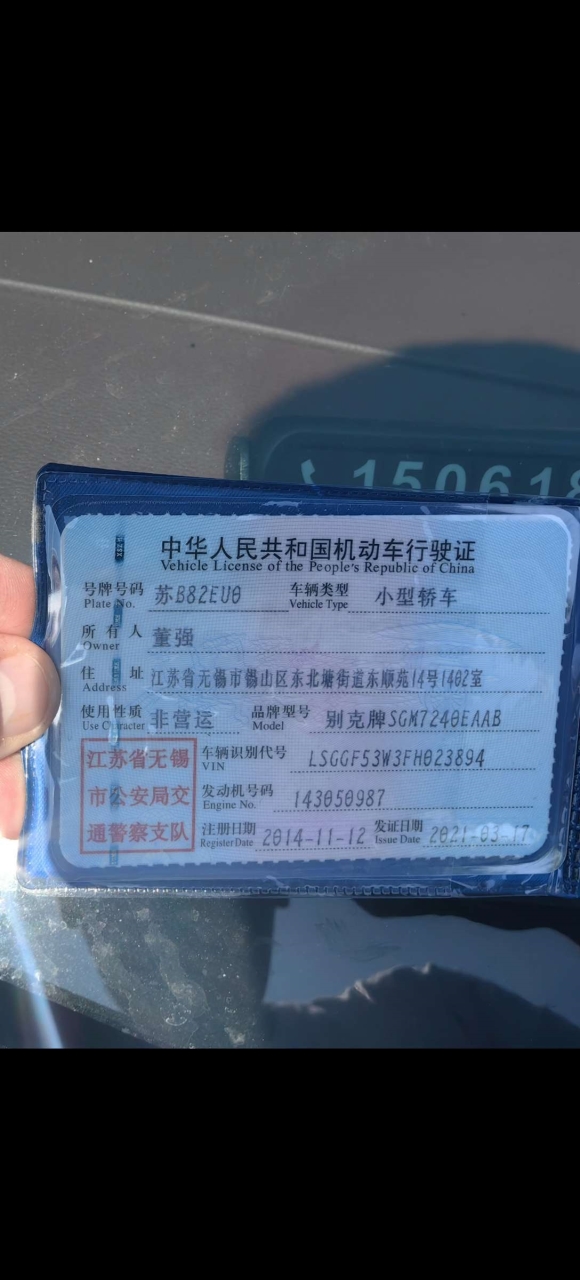 150618
中华人民共和国机动车行驶证
Vehicle License of the People's Republic of China
号牌号码 苏B82EU0 车辆类型 小型轿车
Plate No. Vehicle Type
所有人 董强
Owner
住址 江苏省无锡市锡山区东北塘街道东顺苑14号1402室
Address
使用性质 非营运 品牌型号 别克牌SGM7240EAAB
Use Character Model
江苏省无锡
市公安局交
通警察支队
车辆识别代号 LSGGF53W3FH023894
VIN
发动机号码 143050987
Engine No.
注册日期 2014-11-12 发证日期 2021-03-17
Register Date Issue Date